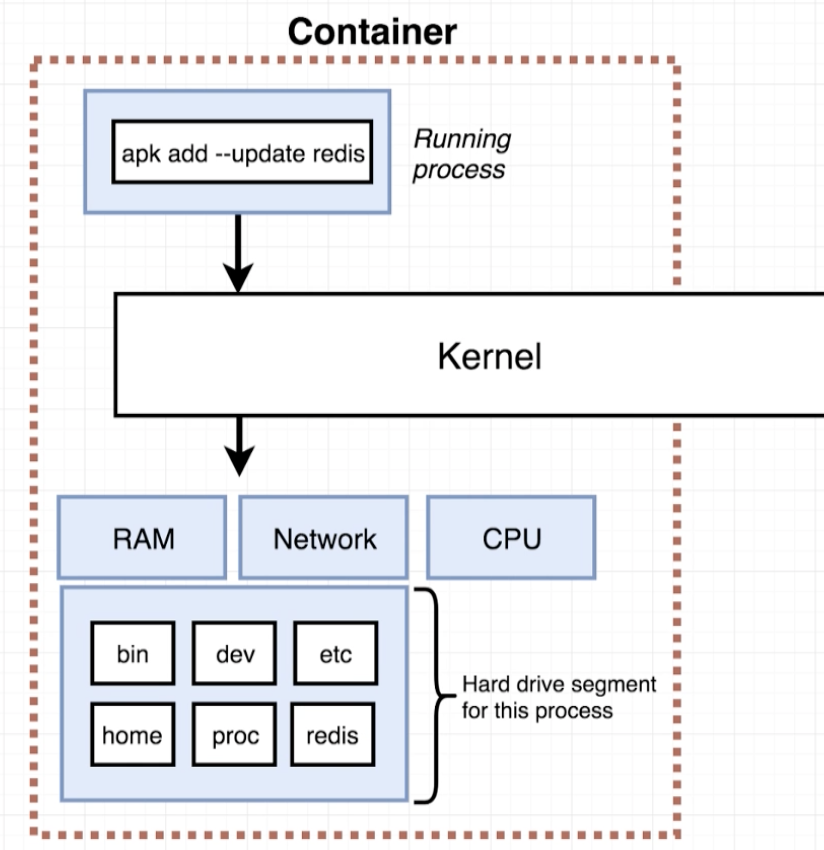 Container
apk add --update redis
Running
process
Kernel
RAM
Network
CPU
bin
dev
etc
home
proc
redis
Hard drive segment
for this process